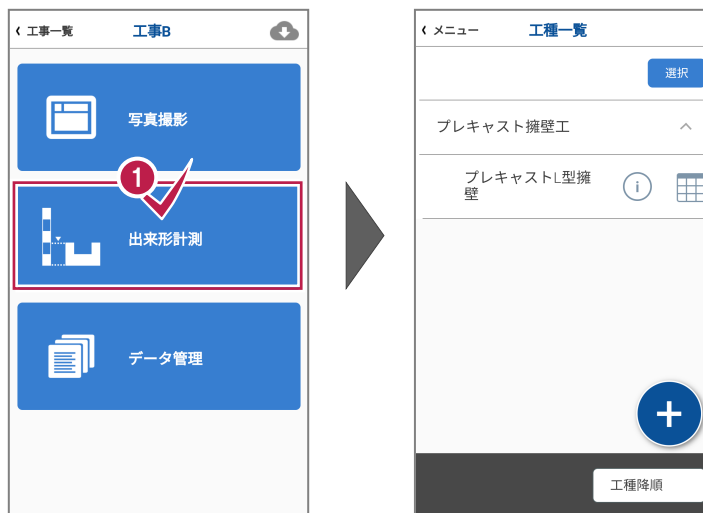 ‹ 工事一覧 工事B
写真撮影
1
出来形計測
データ管理
‹ メニュー 工種一覧
選択
プレキャスト擁壁工
プレキャストL型擁
壁
i
+
工種降順